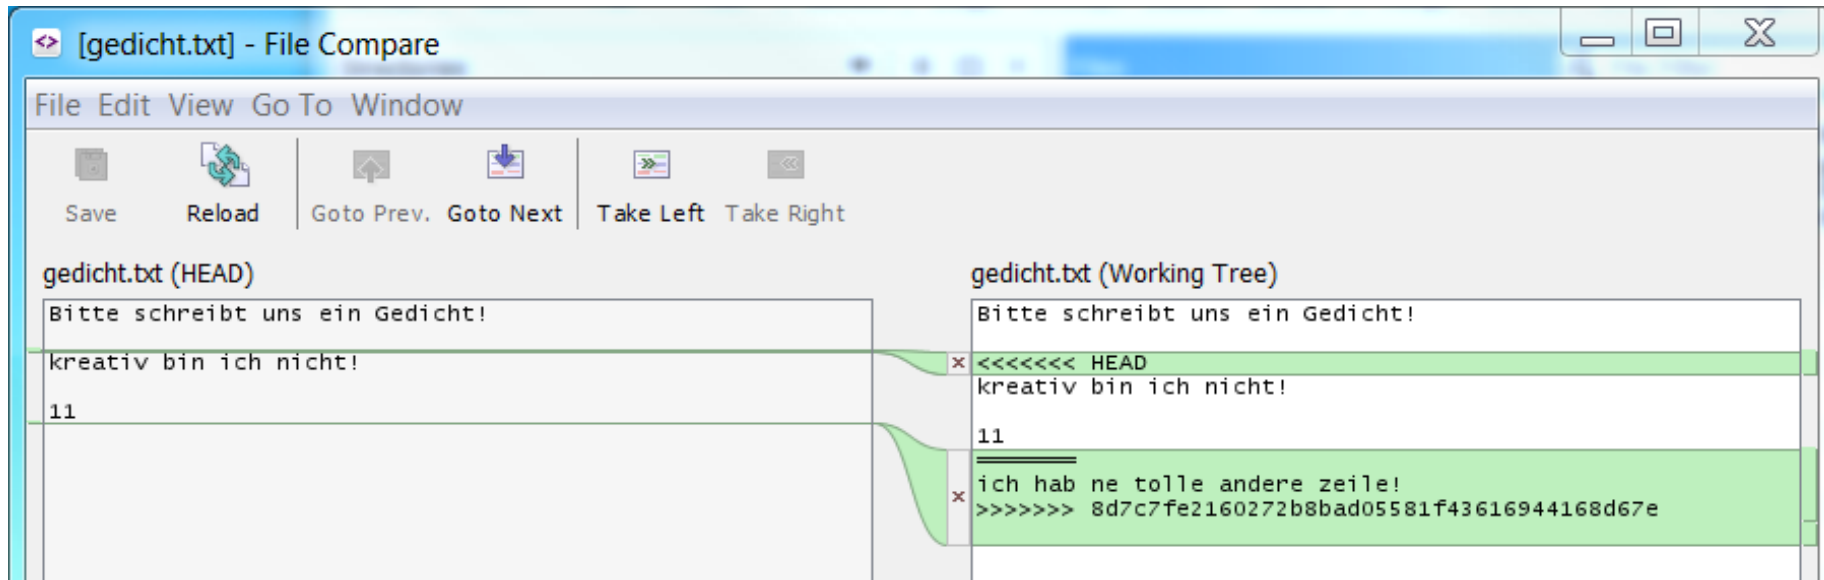 [gedicht.txt] - File Compare
File Edit View Go To Window
Save Reload Goto Prev. Goto Next Take Left Take Right
gedicht.txt (HEAD)
Bitte schreibt uns ein Gedicht!
kreativ bin ich nicht!
11
gedicht.txt (Working Tree)
Bitte schreibt uns ein Gedicht!
<<<<<<< HEAD
kreativ bin ich nicht!
11
=======
ich hab ne tolle andere zeile!
>>>>>>> 8d7c7fe2160272b8bad05581f43616944168d67e